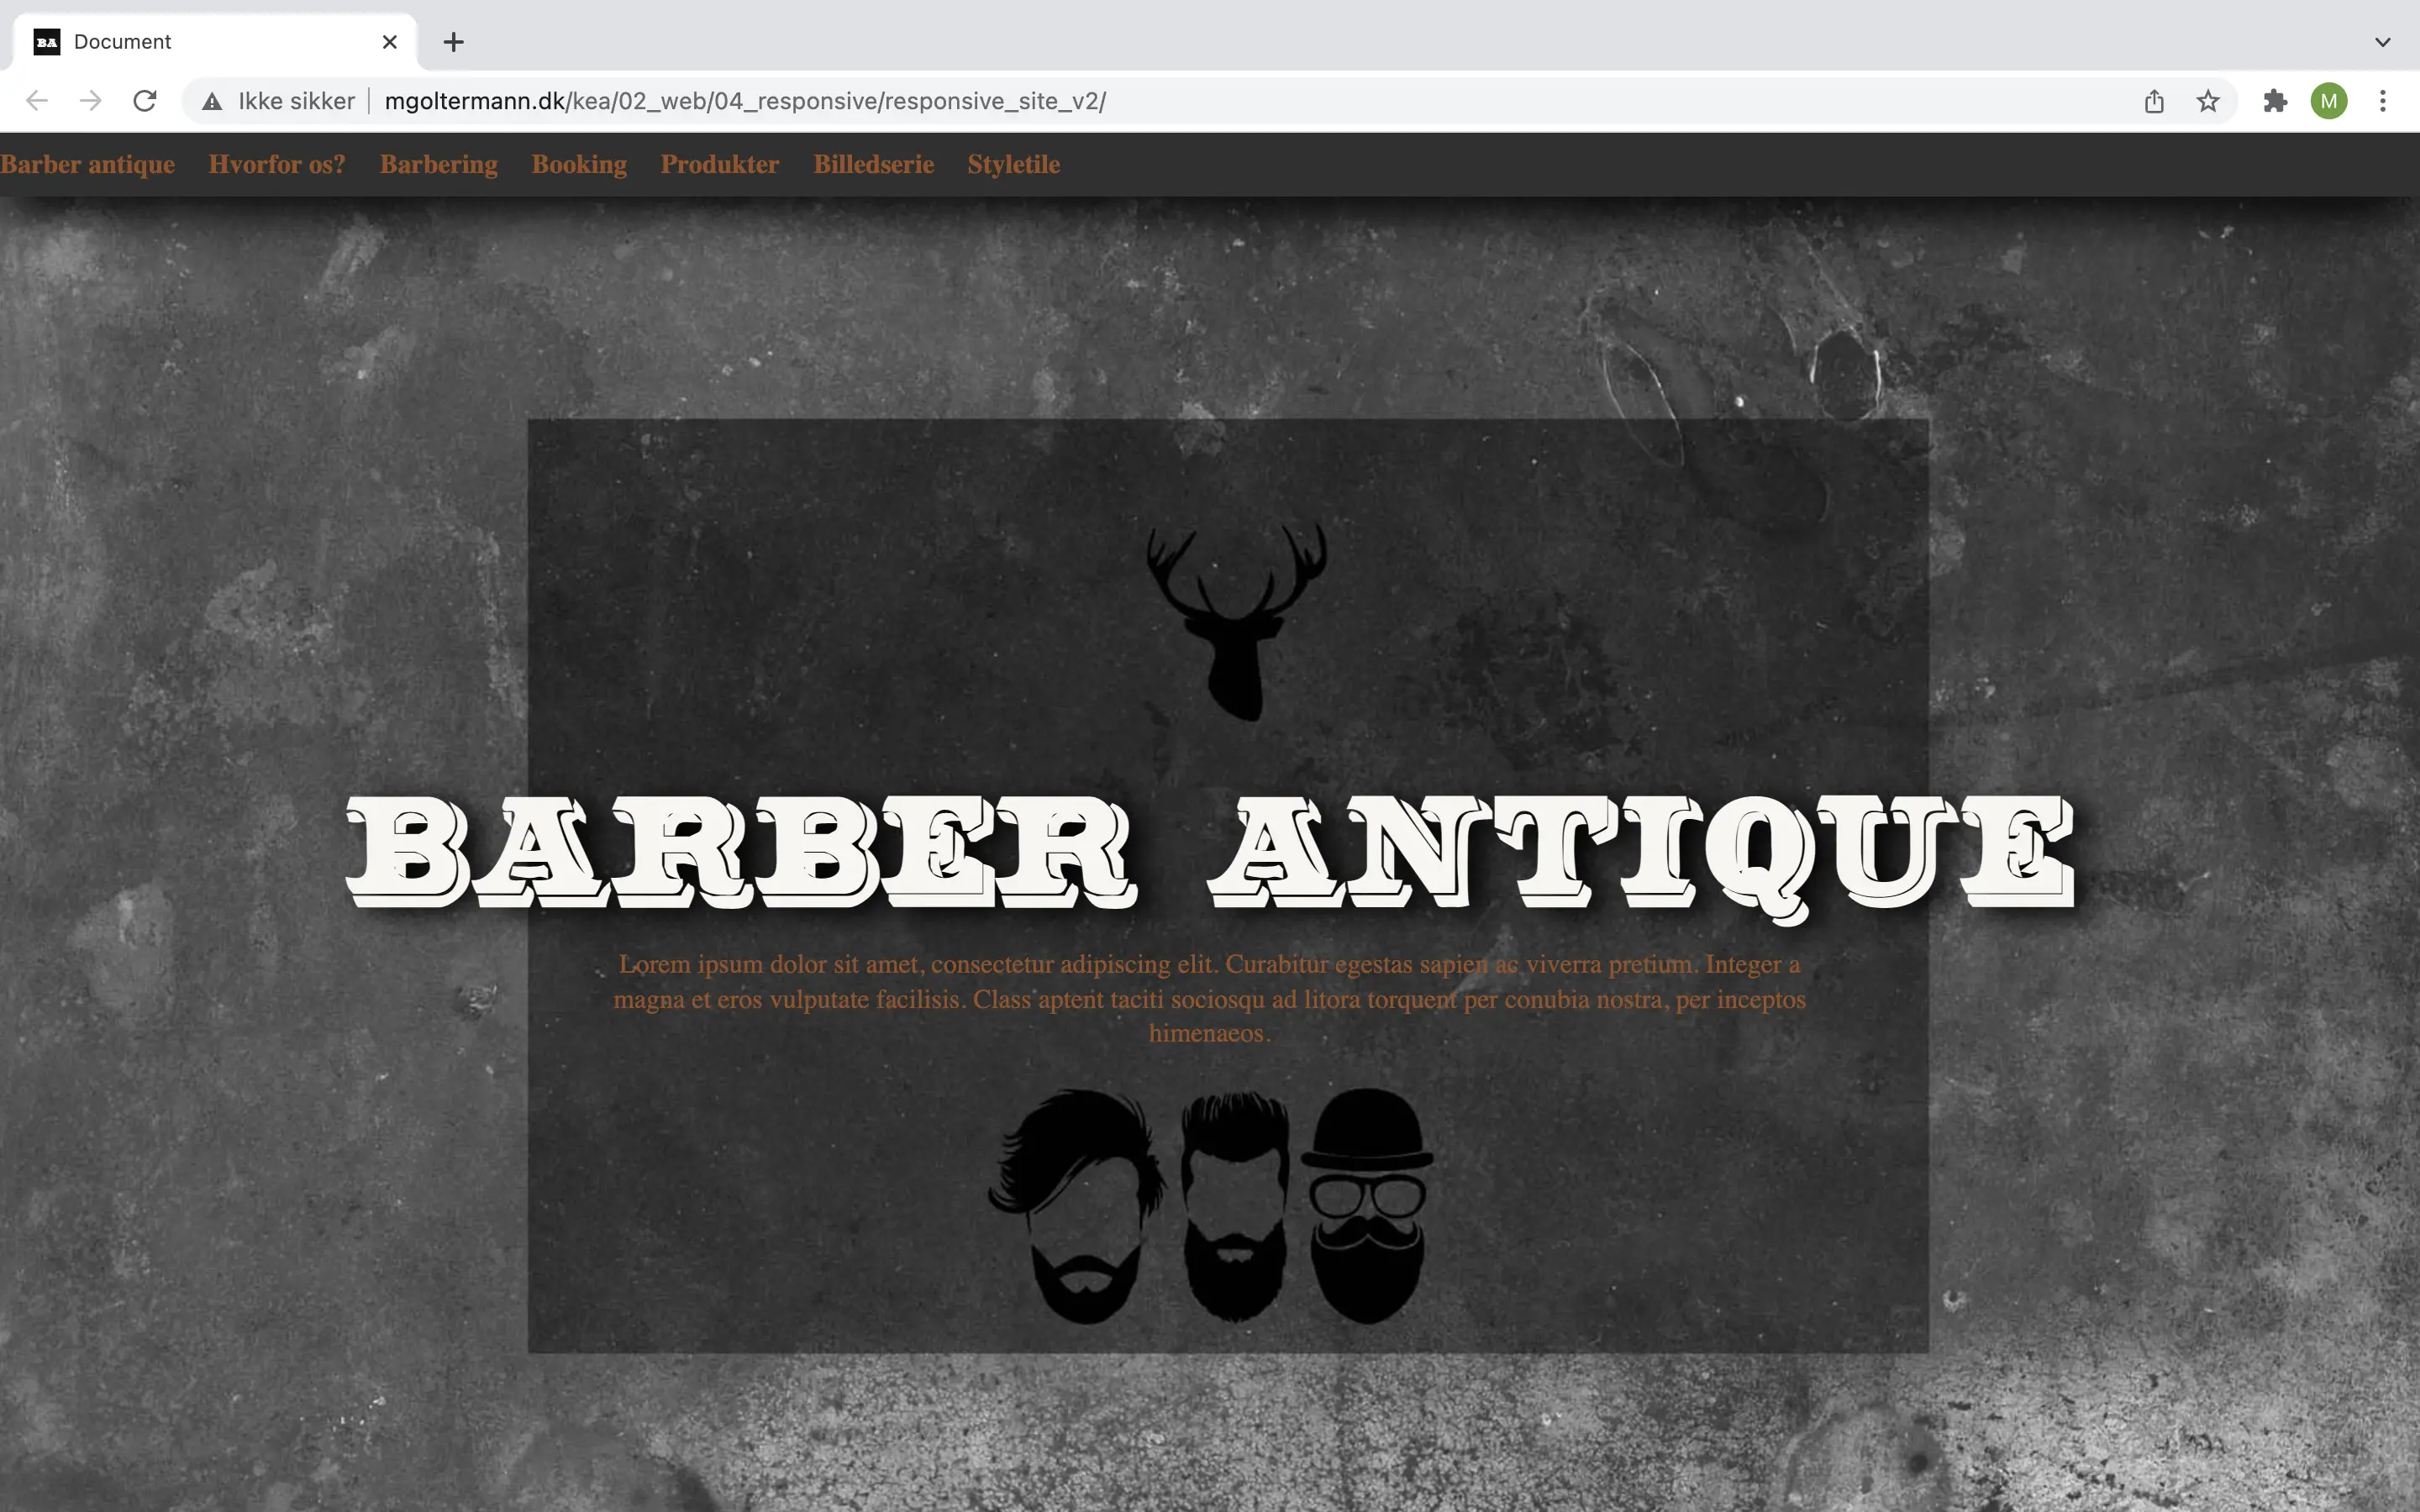 BA Document
Ikke sikker mgoltermann.dk/kea/02_web/04_responsive/responsive_site_v2/ M
Barber antique Hvorfor os? Barbering Booking Produkter Billedserie Styletile
BARBER ANTIQUE
Lorem ipsum dolor sit amet, consectetur adipiscing elit. Curabitur egestas sapien ac viverra pretium. Integer a
magna et eros vulputate facilisis. Class aptent taciti sociosqu ad litora torquent per conubia nostra, per inceptos
himenaeos.